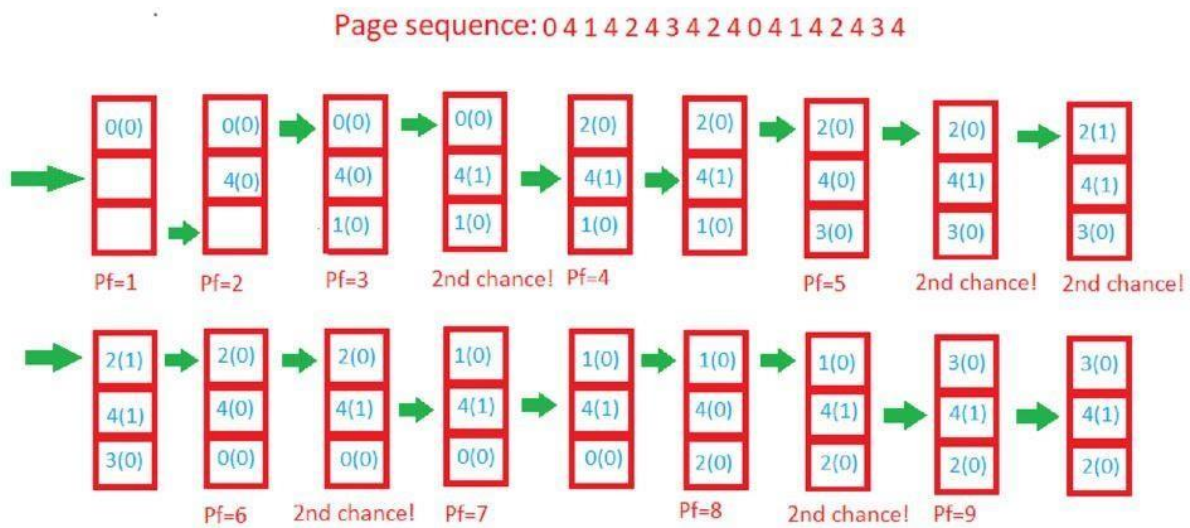 Page sequence: 0 4 1 4 2 4 3 4 2 4 0 4 1 4 2 4 3 4
0(0) 0(0) 0(0) 0(0) 2(0) 2(0) 2(0) 2(0) 2(1)
4(0) 4(0) 4(1) 4(1) 4(1) 4(0) 4(1) 4(1)
1(0) 1(0) 1(0) 1(0) 3(0) 3(0) 3(0)
Pf=1 Pf=2 Pf=3 2nd chance! Pf=4 Pf=5 2nd chance! 2nd chance!
2(1) 2(0) 2(0) 1(0) 1(0) 1(0) 1(0) 3(0) 3(0)
4(1) 4(0) 4(1) 4(1) 4(1) 4(0) 4(1) 4(1) 4(1)
3(0) 0(0) 0(0) 0(0) 0(0) 2(0) 2(0) 2(0) 2(0)
Pf=6 2nd chance! Pf=7 Pf=8 2nd chance! Pf=9